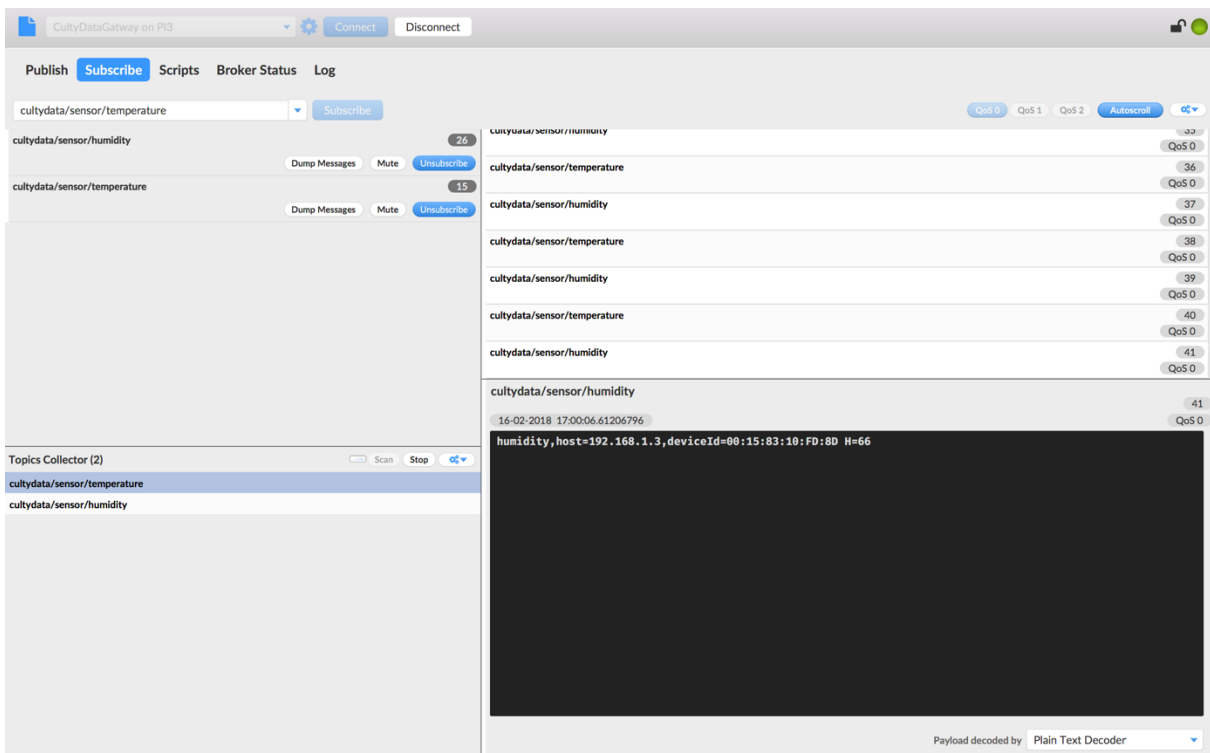 CultyDataGatway on PI3 Connect Disconnect
Publish Subscribe Scripts Broker Status Log
cultydata/sensor/temperature Subscribe QoS 0 QoS 1 QoS 2 Autoscroll
cultydata/sensor/humidity 26
Dump Messages Mute Unsubscribe
cultydata/sensor/temperature 15
Dump Messages Mute Unsubscribe
Topics Collector (2) Scan Stop
cultydata/sensor/temperature
cultydata/sensor/humidity
cultydata/sensor/humidity 35
QoS 0
cultydata/sensor/temperature 36
QoS 0
cultydata/sensor/humidity 37
QoS 0
cultydata/sensor/temperature 38
QoS 0
cultydata/sensor/humidity 39
QoS 0
cultydata/sensor/temperature 40
QoS 0
cultydata/sensor/humidity 41
QoS 0
cultydata/sensor/humidity
41
16-02-2018 17:00:06.61206796 QoS 0
humidity,host=192.168.1.3,deviceId=00:15:83:10:FD:8D H=66
Payload decoded by Plain Text Decoder